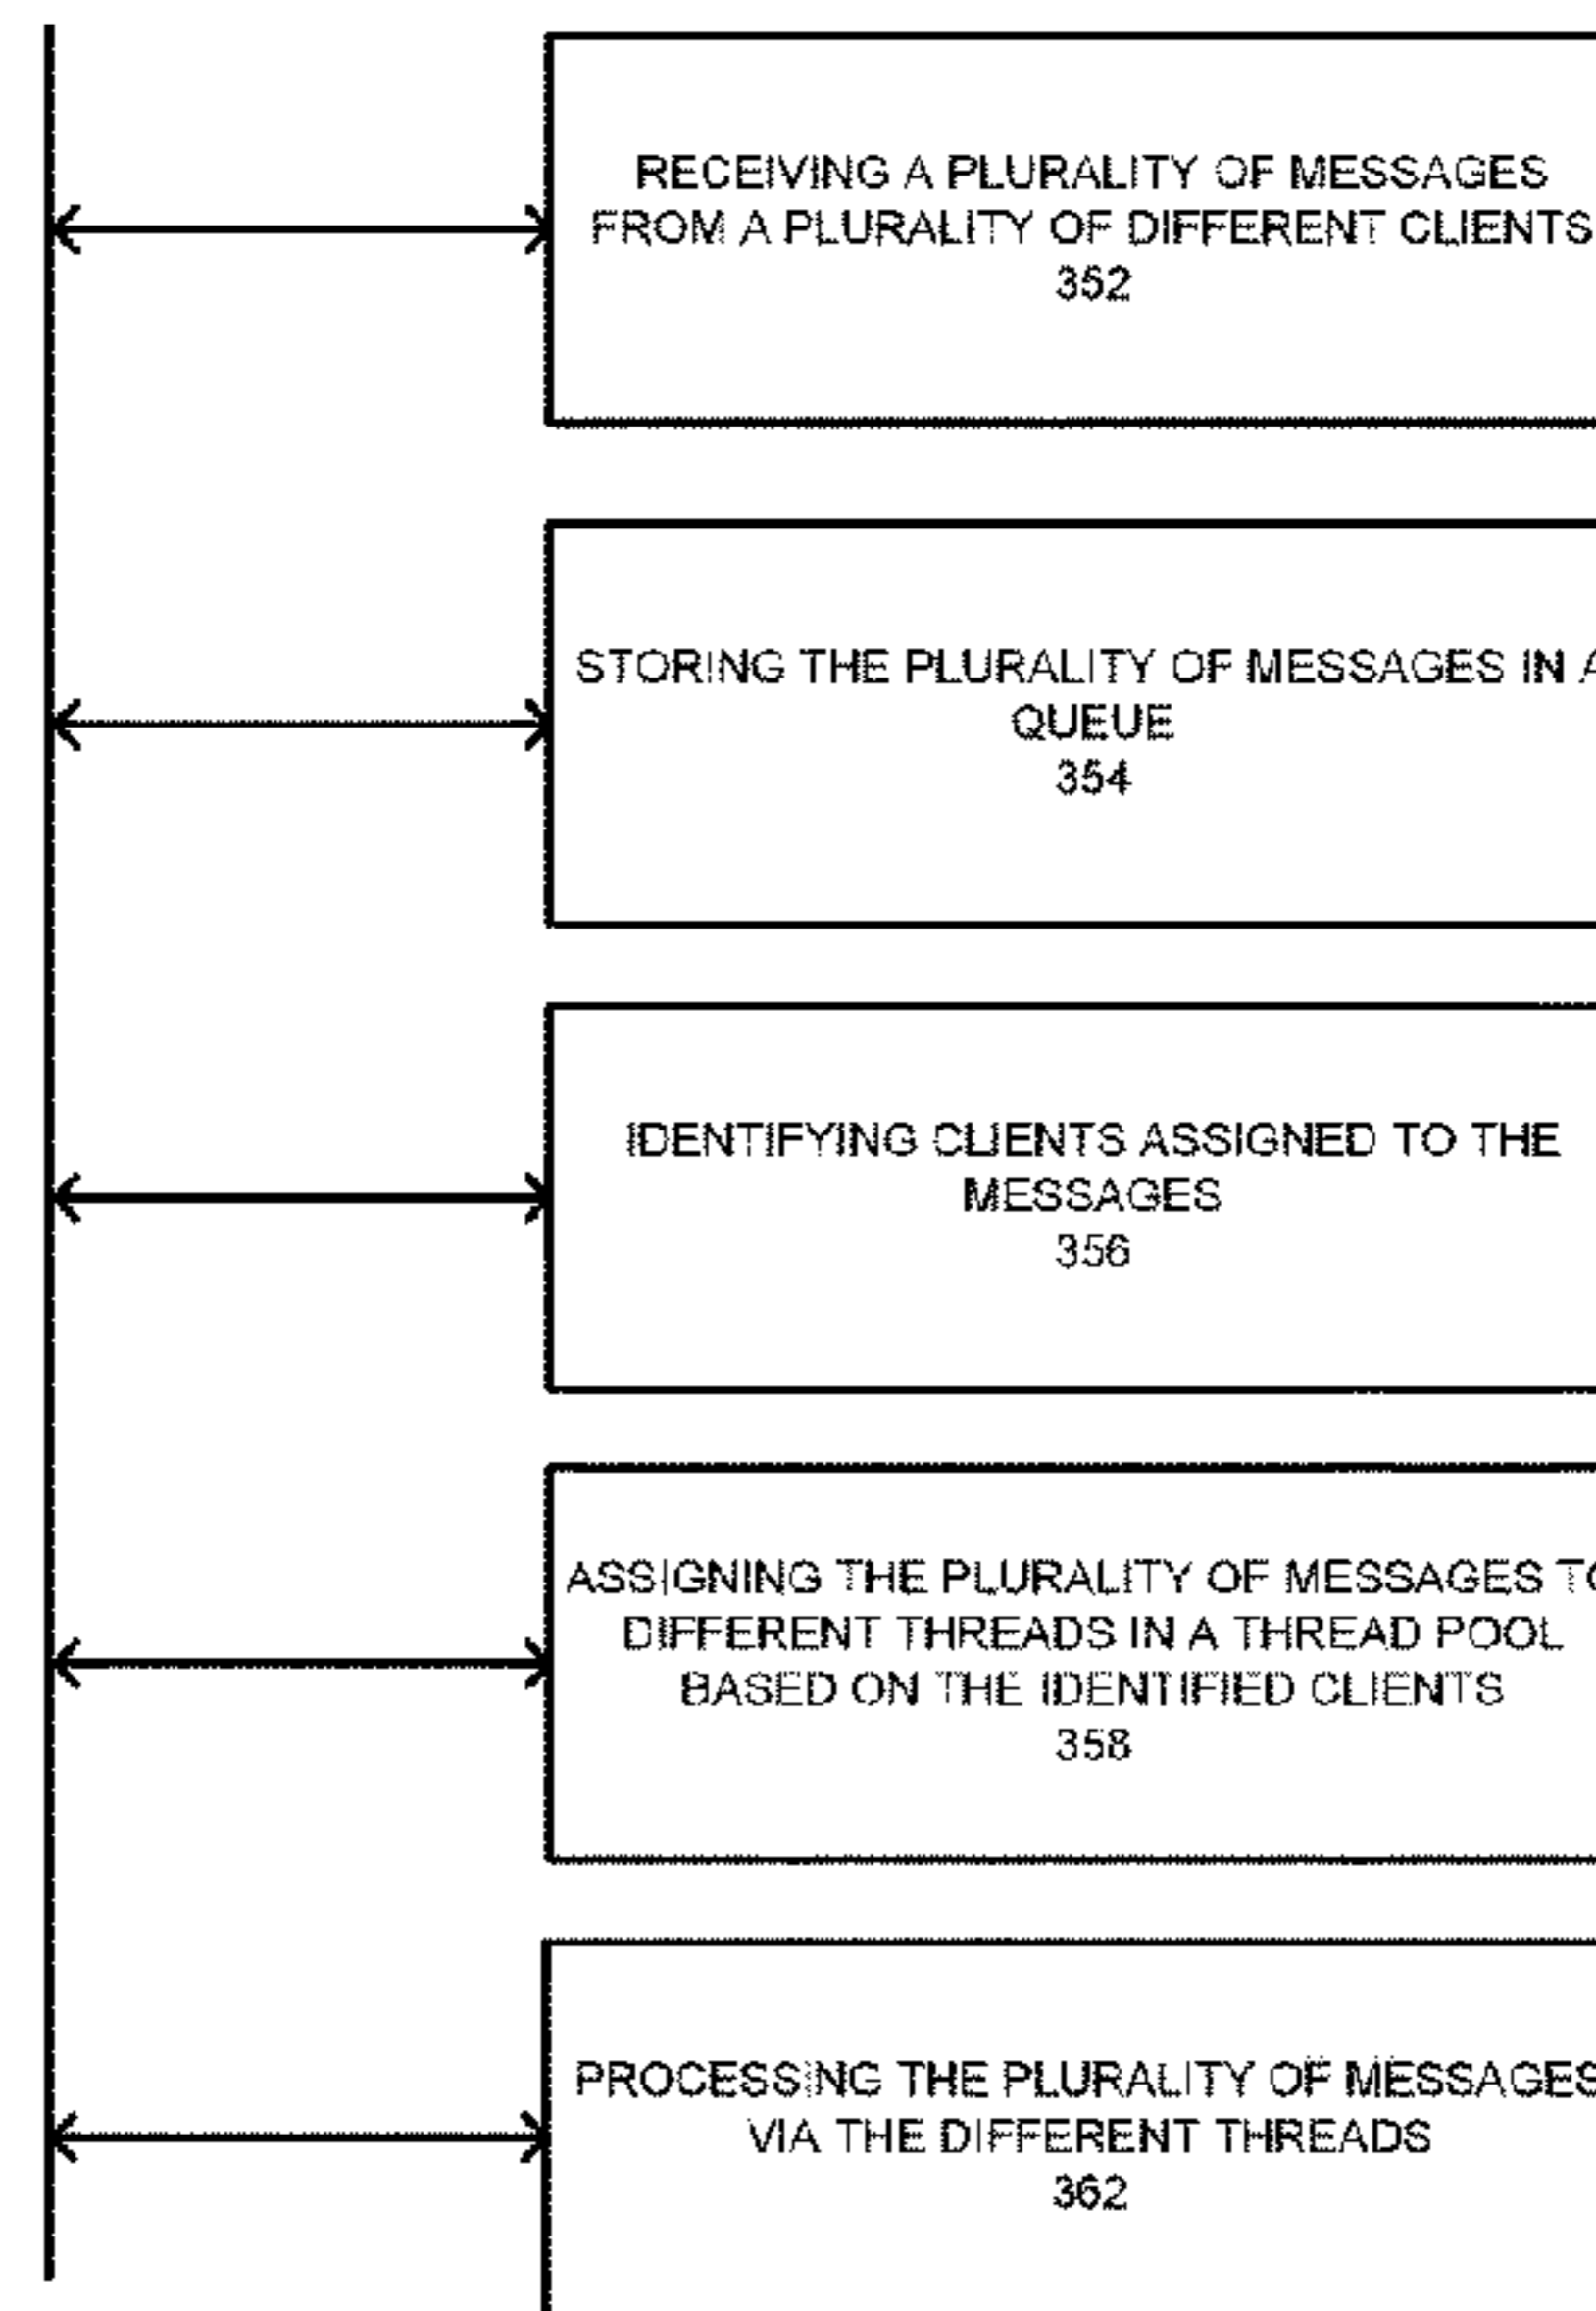 RECEIVING A PLURALITY OF MESSAGES
FROM A PLURALITY OF DIFFERENT CLIENTS
352
STORING THE PLURALITY OF MESSAGES IN A
QUEUE
354
IDENTIFYING CLIENTS ASSIGNED TO THE
MESSAGES
356
ASSIGNING THE PLURALITY OF MESSAGES TO
DIFFERENT THREADS IN A THREAD POOL
BASED ON THE IDENTIFIED CLIENTS
358
PROCESSING THE PLURALITY OF MESSAGES
VIA THE DIFFERENT THREADS
362